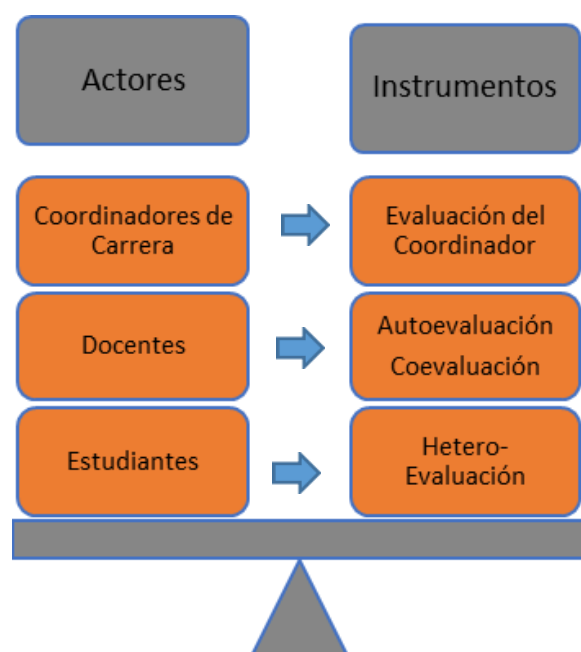 Actores
Instrumentos
Coordinadores de
Carrera
Evaluación del
Coordinador
Docentes
Autoevaluación
Coevaluación
Estudiantes
Hetero-
Evaluación